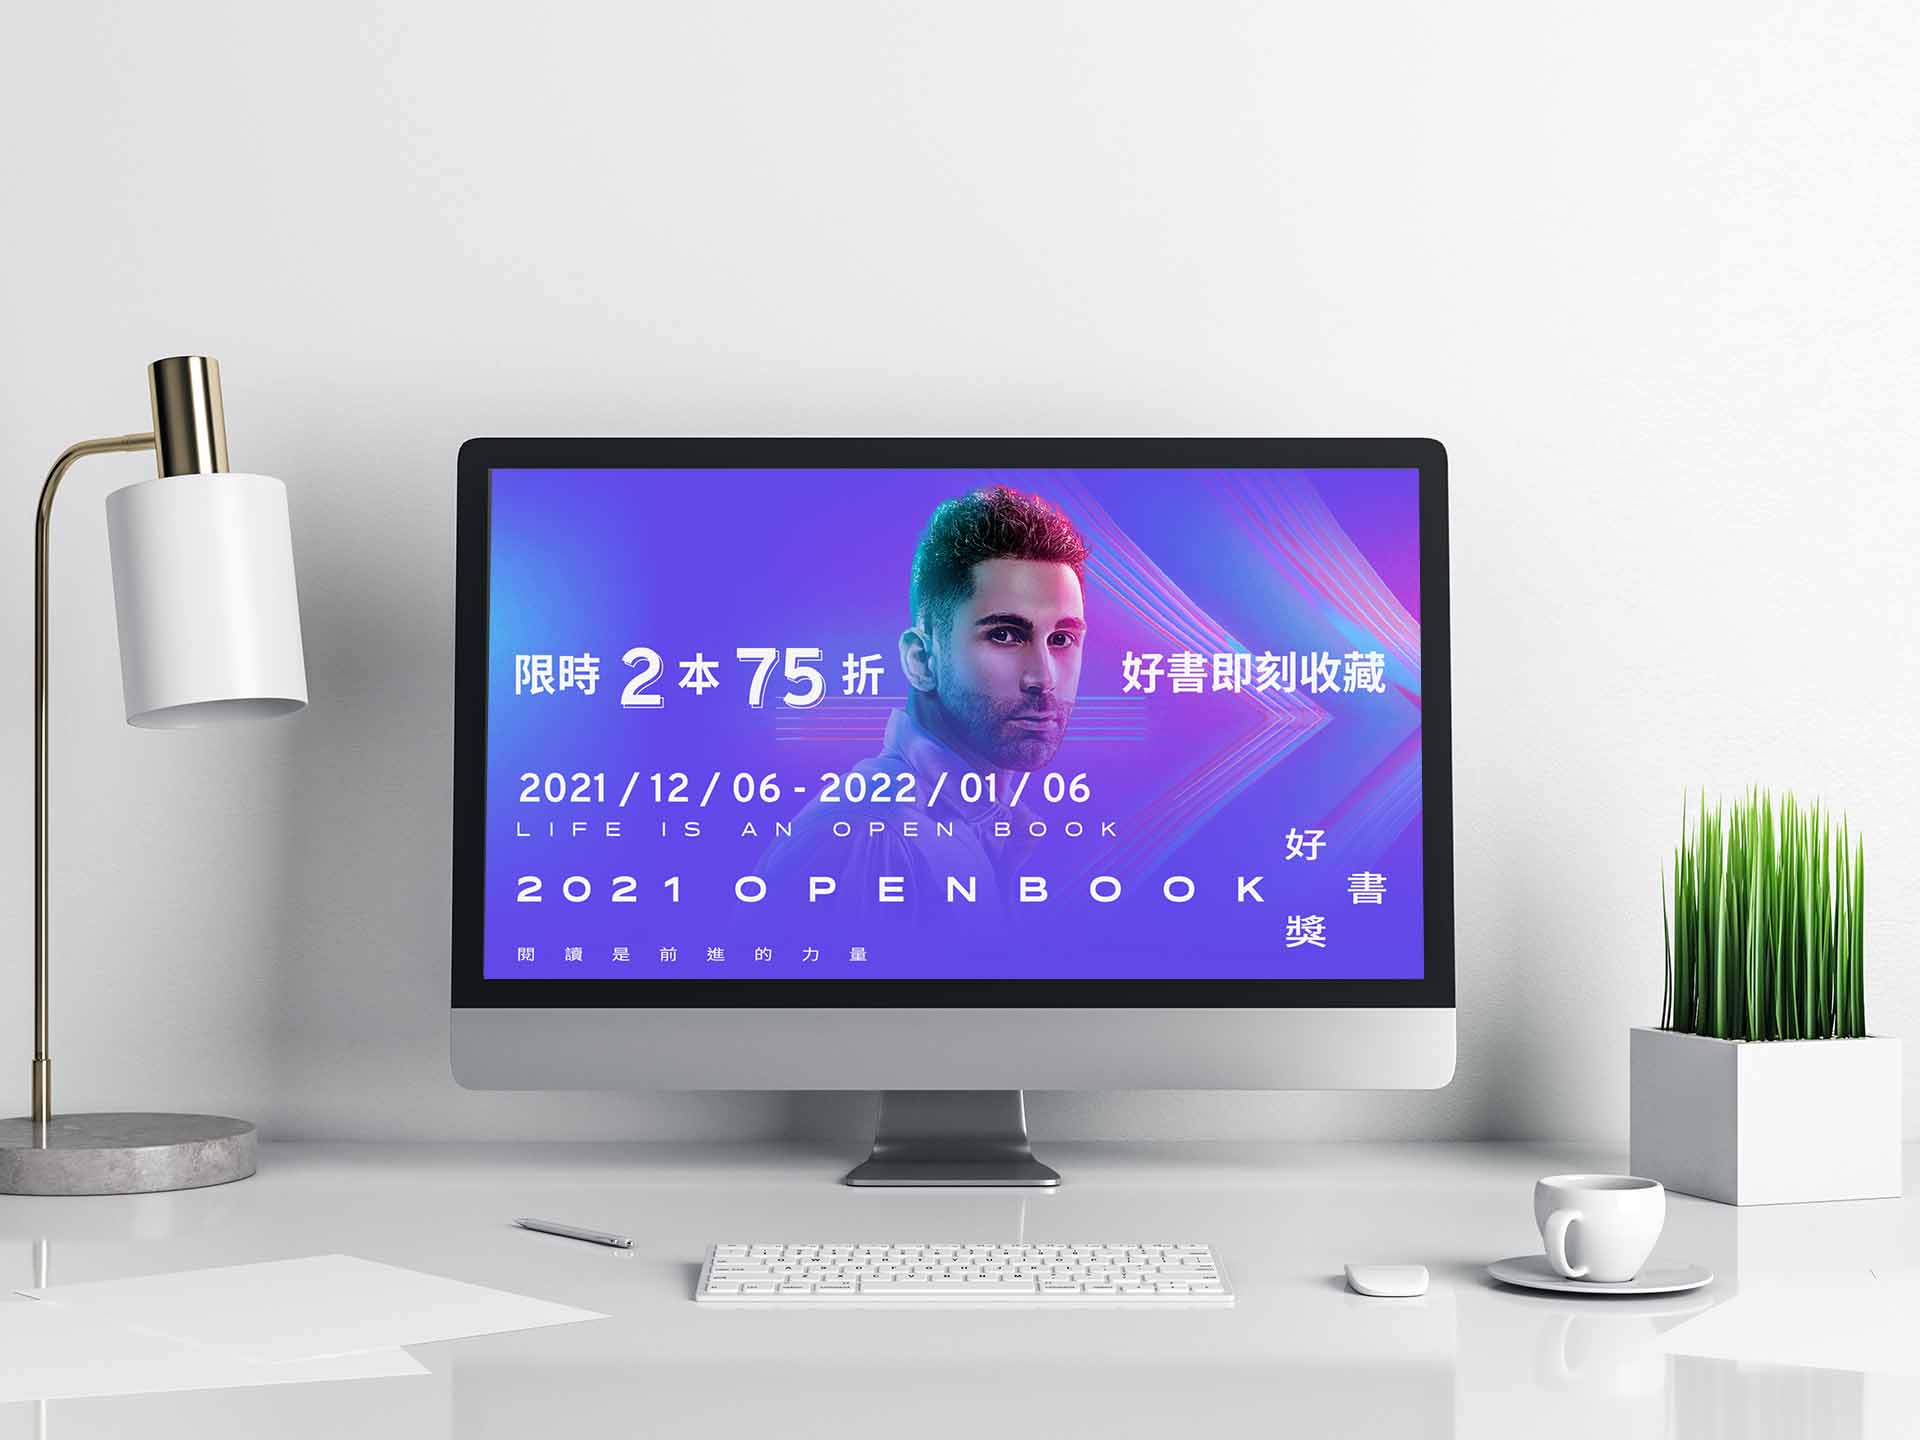 限時 2 本 75 折
好書即刻收藏
2021 / 12 / 06 - 2022 / 01 / 06
LIFE IS AN OPEN BOOK
2021 OPENBOOK
好書獎
閱讀是前進的力量